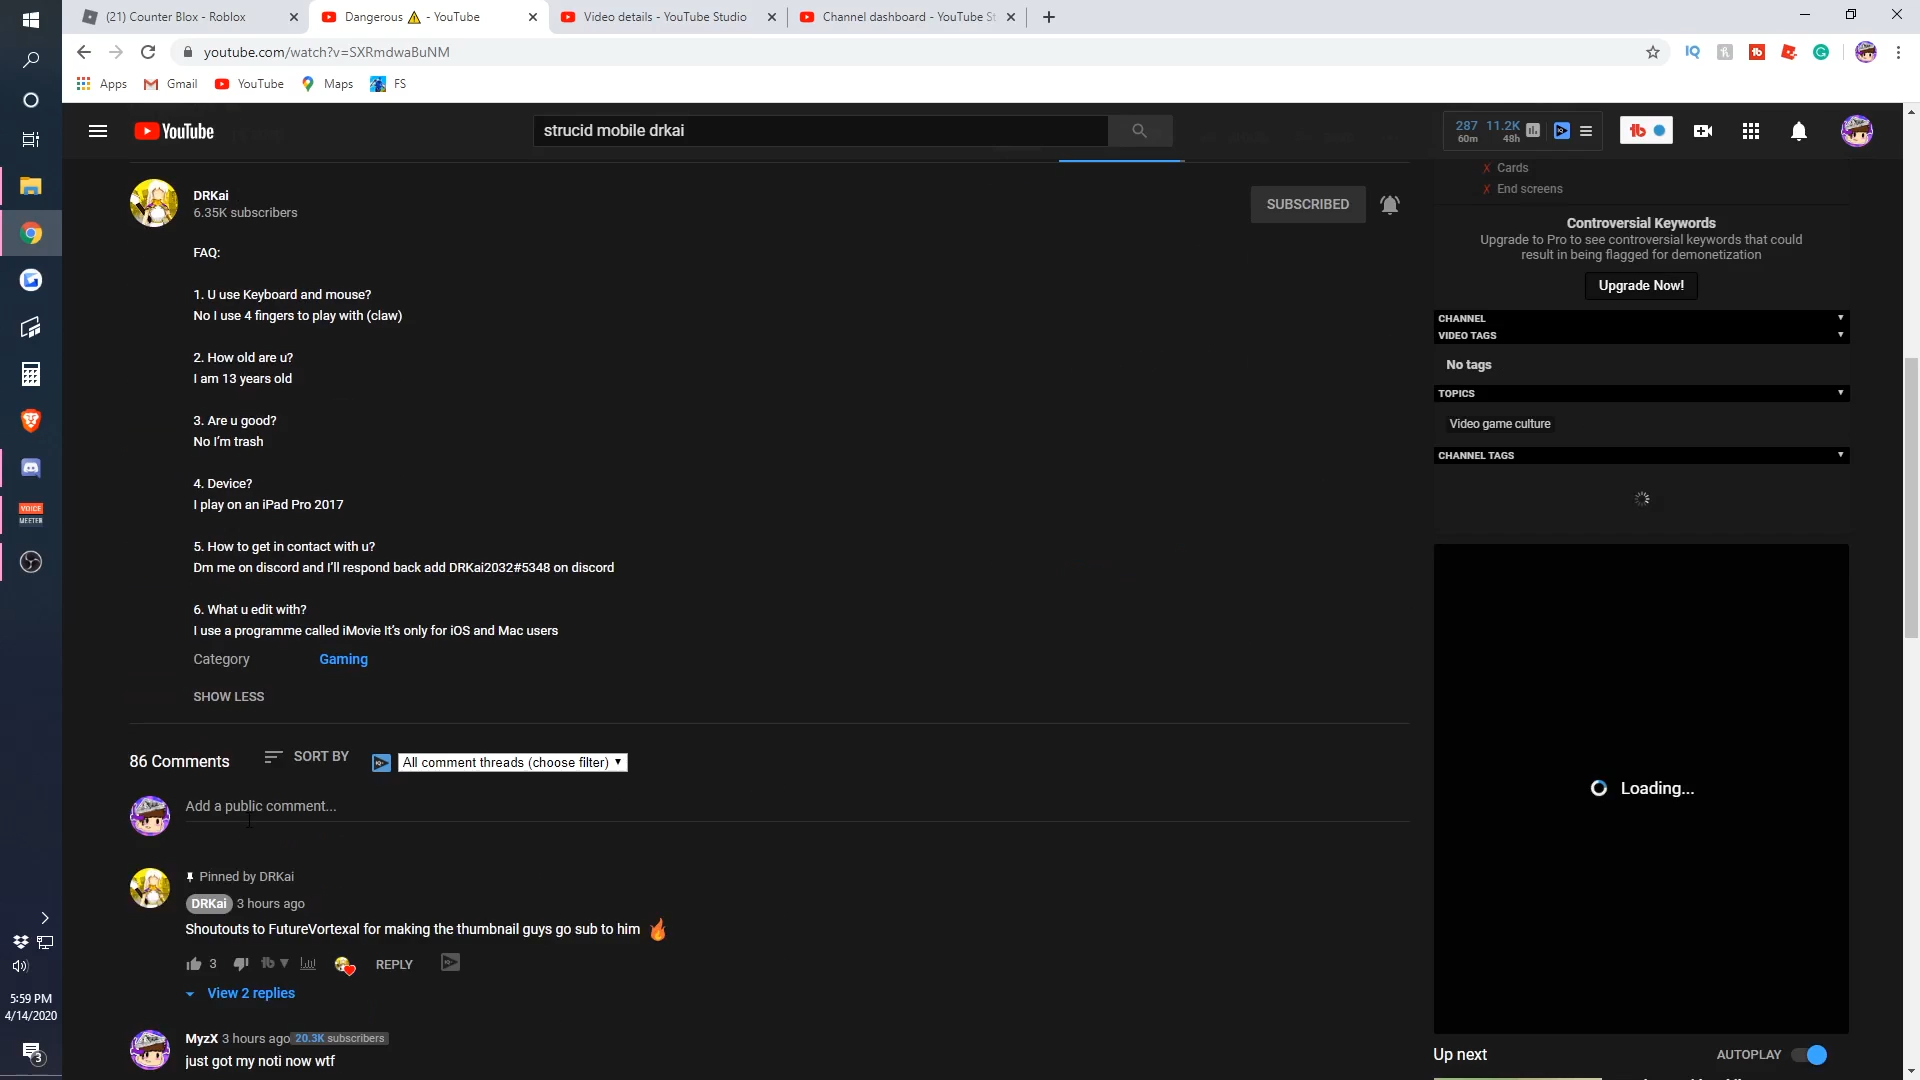 (21) Counter Blox - Roblox
Dangerous ⚠ - YouTube
Video details - YouTube Studio
Channel dashboard - YouTube St
youtube.com/watch?v=SXRmdwaBuNM
Apps
Gmail
YouTube
Maps
FS
YouTube
strucid mobile drkai
287 11.2K
60m 48h
Cards
End screens
DRKai
6.35K subscribers
SUBSCRIBED
FAQ:
1. U use Keyboard and mouse?
No I use 4 fingers to play with (claw)
2. How old are u?
I am 13 years old
3. Are u good?
No I'm trash
4. Device?
I play on an iPad Pro 2017
5. How to get in contact with u?
Dm me on discord and I'll respond back add DRKai2032#5348 on discord
6. What u edit with?
I use a programme called iMovie It's only for iOS and Mac users
Category Gaming
SHOW LESS
Controversial Keywords
Upgrade to Pro to see controversial keywords that could
result in being flagged for demonetization
Upgrade Now!
CHANNEL
VIDEO TAGS
No tags
TOPICS
Video game culture
CHANNEL TAGS
Loading...
86 Comments
SORT BY
All comment threads (choose filter)
Add a public comment...
Pinned by DRKai
DRKai 3 hours ago
Shoutouts to FutureVortexal for making the thumbnail guys go sub to him 🔥
3
REPLY
View 2 replies
MyzX 3 hours ago 20.3K subscribers
just got my noti now wtf
Up next
AUTOPLAY
VOICE
MEETER
5:59 PM
4/14/2020
3